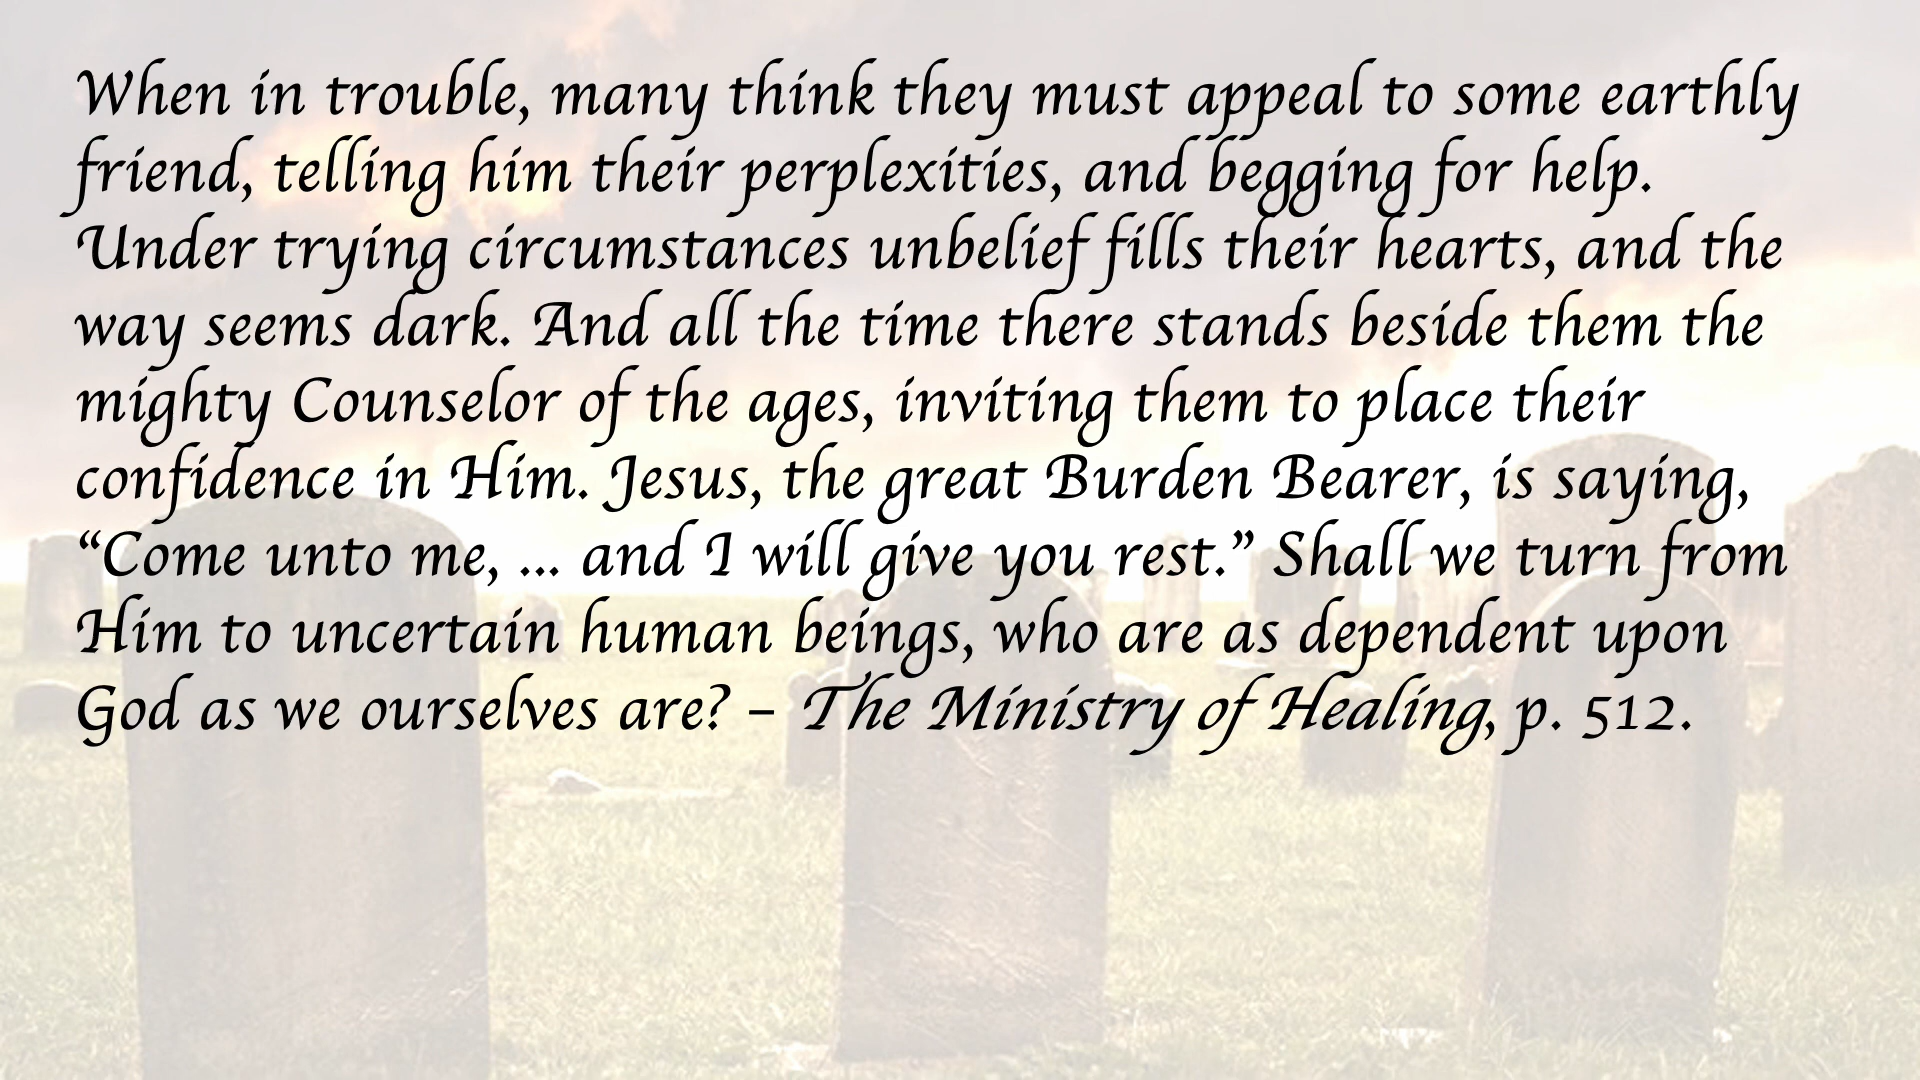 When in trouble, many think they must appeal to some earthly
friend, telling him their perplexities, and begging for help.
Under trying circumstances unbelief fills their hearts, and the
way seems dark. And all the time there stands beside them the
mighty Counselor of the ages, inviting them to place their
confidence in Him. Jesus, the great Burden Bearer, is saying,
“Come unto me, ... and I will give you rest.” Shall we turn from
Him to uncertain human beings, who are as dependent upon
God as we ourselves are? – The Ministry of Healing, p. 512.